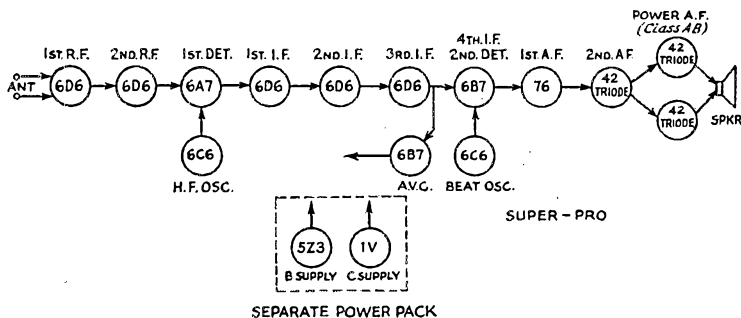 POWER A.F.
(Class AB)
4TH. I.F.
1ST. R.F. 2ND. R.F 1ST. DET. 1ST. I.F. 2ND. I.F. 3RD. I.F. 2ND. DET. 1ST A.F. 2ND. A.F.
ANT 6D6 6D6 6A7 6D6 6D6 6D6 6B7 76 42 TRIODE 42 TRIODE 42 TRIODE SPKR
6C6 6B7 6C6
H.F. OSC. A.V.C. BEAT OSC.
SUPER-PRO
5Z3 1V
B SUPPLY C SUPPLY
SEPARATE POWER PACK